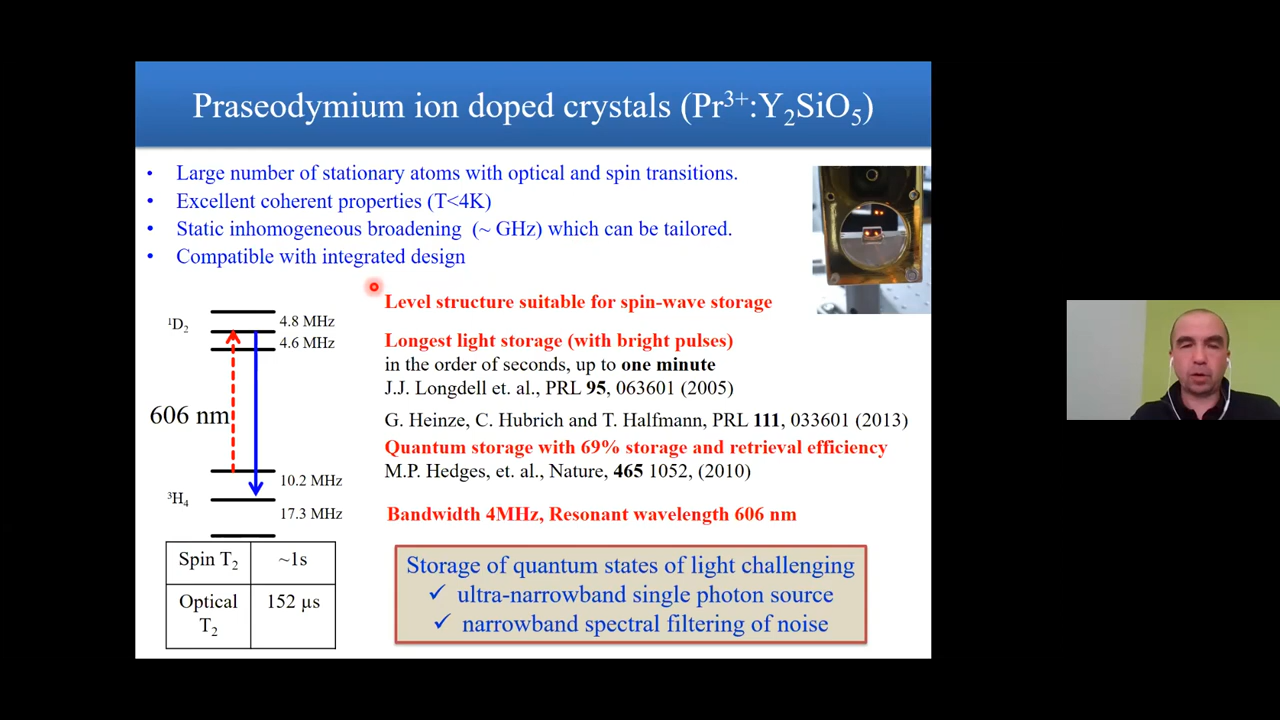 Praseodymium ion doped crystals (Pr³⁺:Y₂SiO₅)
• Large number of stationary atoms with optical and spin transitions.
• Excellent coherent properties (T<4K)
• Static inhomogeneous broadening (~ GHz) which can be tailored.
• Compatible with integrated design
Level structure suitable for spin-wave storage
Longest light storage (with bright pulses)
in the order of seconds, up to one minute
J.J. Longdell et. al., PRL 95, 063601 (2005)
G. Heinze, C. Hubrich and T. Halfmann, PRL 111, 033601 (2013)
Quantum storage with 69% storage and retrieval efficiency
M.P. Hedges, et. al., Nature, 465 1052, (2010)
Bandwidth 4MHz, Resonant wavelength 606 nm
¹D₂
4.8 MHz
4.6 MHz
606 nm
10.2 MHz
³H₄
17.3 MHz
Spin T₂ ~1s
Optical T₂ 152 µs
Storage of quantum states of light challenging
✓ ultra-narrowband single photon source
✓ narrowband spectral filtering of noise